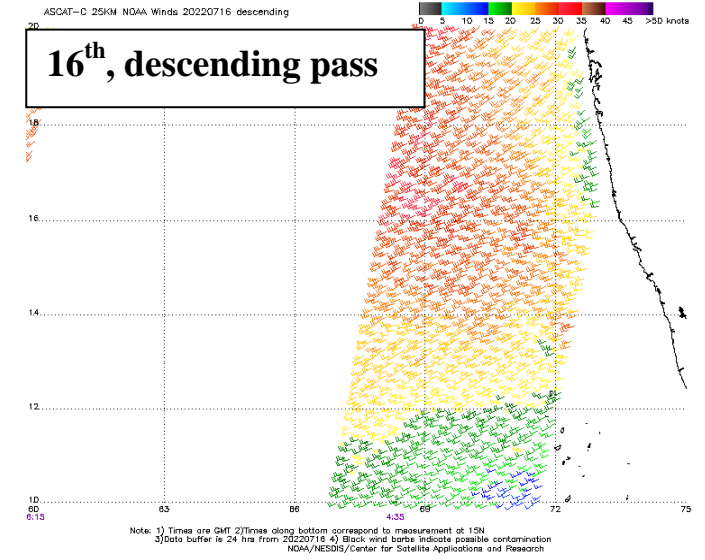 ASCAT-C 25KM NOAA Winds 20220716 descending
0 5 10 15 20 25 30 35 40 45 >50 knots
20
16th, descending pass
18
16
14
12
10
60 63 66 69 72 75
6:15 4:35
Note: 1) Times are GMT 2)Times along bottom correspond to measurement at 15N
3)Data buffer is 24 hrs from 20220716 4) Black wind barbs indicate possible contamination
NOAA/NESDIS/Center for Satellite Applications and Research